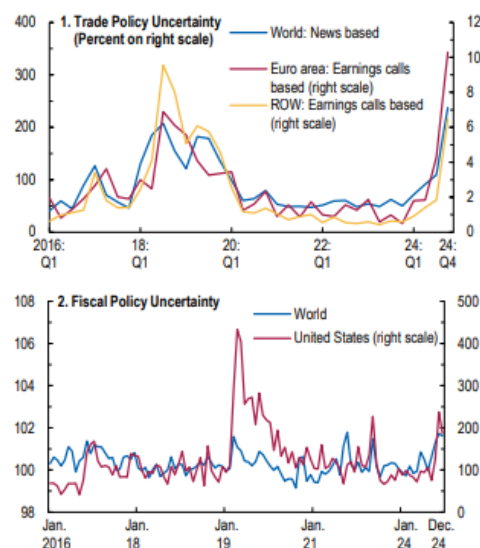 1. Trade Policy Uncertainty
(Percent on right scale)
World: News based
Euro area: Earnings calls
based (right scale)
ROW: Earnings calls based
(right scale)
400
300
200
100
0
12
10
8
6
4
2
0
2016:
Q1
18:
Q1
20:
Q1
22:
Q1
24:
Q1
24:
Q4
2. Fiscal Policy Uncertainty
World
United States (right scale)
108
106
104
102
100
98
500
400
300
200
100
0
Jan.
2016
Jan.
18
Jan.
19
Jan.
21
Jan.
24
Dec.
24